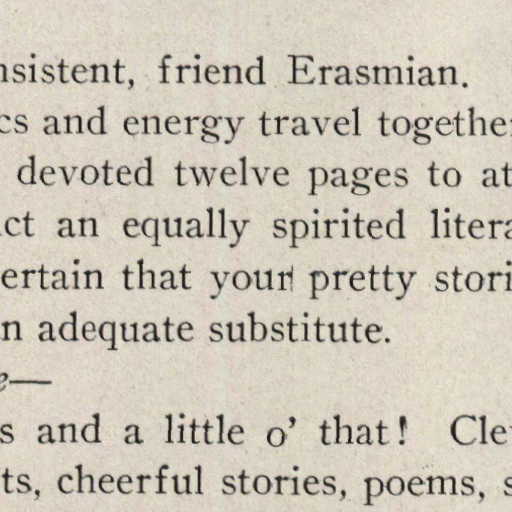 nsistent, friend Erasmian.
cs and energy travel together
devoted twelve pages to at
ct an equally spirited litera
ertain that your pretty stori
n adequate substitute.
e—
s and a little o' that! Cle
ts, cheerful stories, poems, s